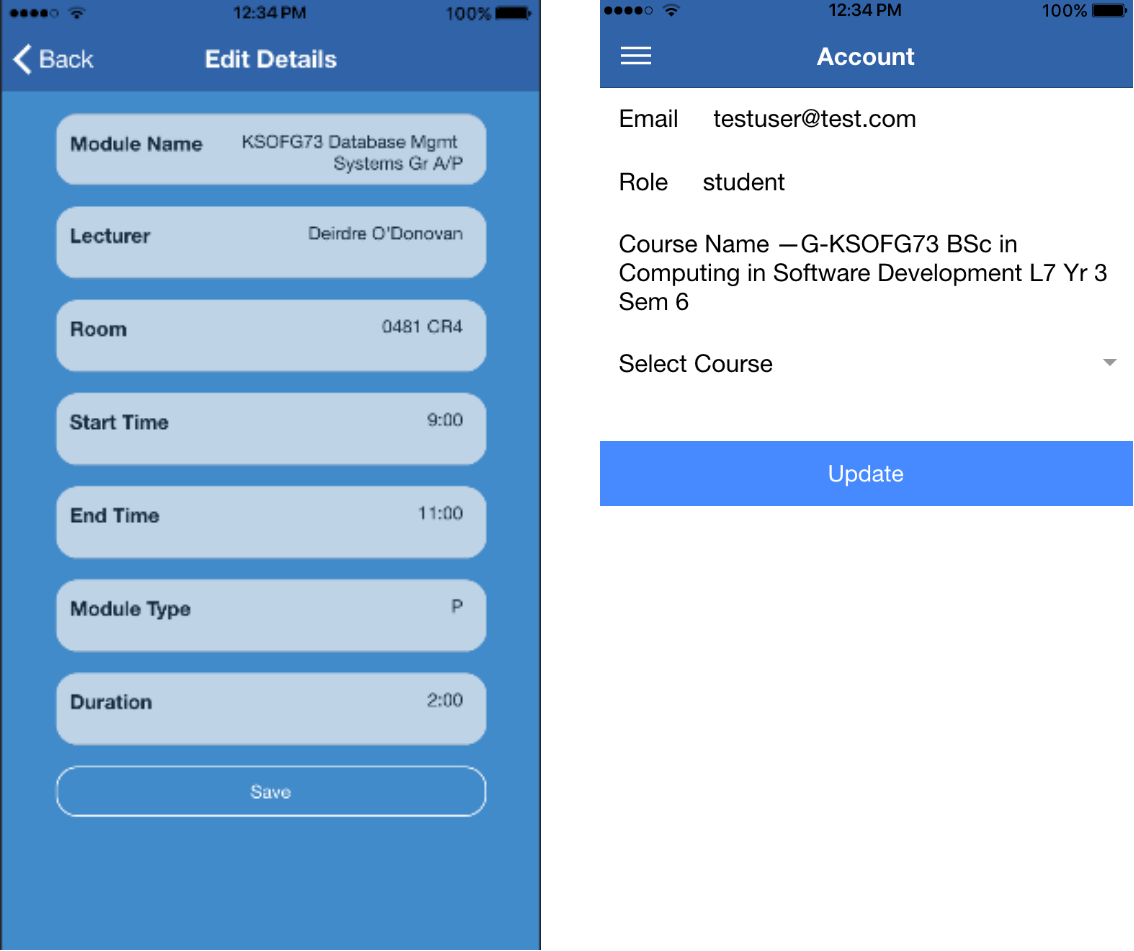 12:34 PM 100%
Back Edit Details
Module Name KSOFG73 Database Mgmt
Systems Gr A/P
Lecturer Deirdre O'Donovan
Room 0481 CR4
Start Time 9:00
End Time 11:00
Module Type P
Duration 2:00
Save
12:34 PM 100%
Account
Email testuser@test.com
Role student
Course Name —G-KSOFG73 BSc in
Computing in Software Development L7 Yr 3
Sem 6
Select Course
Update